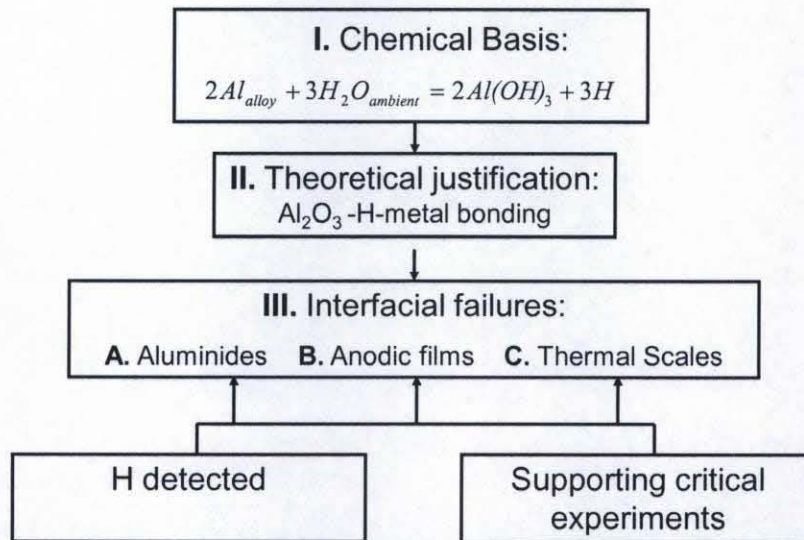 I. Chemical Basis:
2Al_alloy + 3H_2O_ambient = 2Al(OH)_3 + 3H
II. Theoretical justification:
Al_2O_3 -H-metal bonding
III. Interfacial failures:
A. Aluminides B. Anodic films C. Thermal Scales
H detected
Supporting critical
experiments